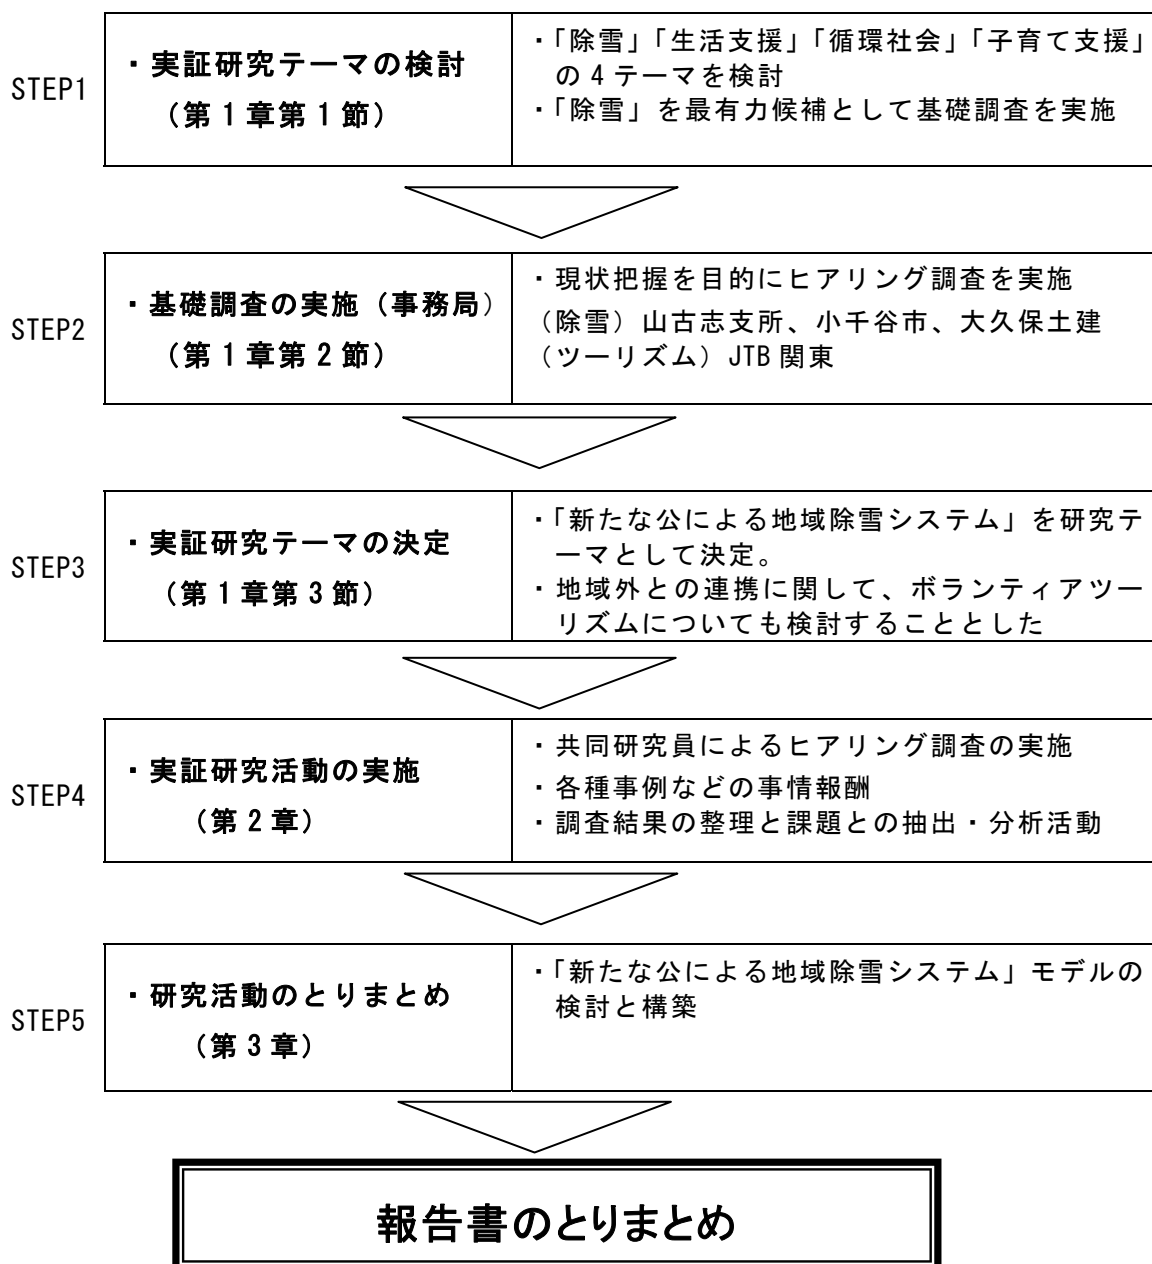 STEP1
・実証研究テーマの検討
（第1章第1節）
・「除雪」「生活支援」「循環社会」「子育て支援」
の4テーマを検討
・「除雪」を最有力候補として基礎調査を実施
STEP2
・基礎調査の実施（事務局）
（第1章第2節）
・現状把握を目的にヒアリング調査を実施
（除雪）山古志支所、小千谷市、大久保土建
（ツーリズム）JTB関東
STEP3
・実証研究テーマの決定
（第1章第3節）
・「新たな公による地域除雪システム」を研究テ
ーマとして決定。
・地域外との連携に関して、ボランティアツー
リズムについても検討することとした
STEP4
・実証研究活動の実施
（第2章）
・共同研究員によるヒアリング調査の実施
・各種事例などの事情報酬
・調査結果の整理と課題との抽出・分析活動
STEP5
・研究活動のとりまとめ
（第3章）
・「新たな公による地域除雪システム」モデルの
検討と構築
報告書のとりまとめ